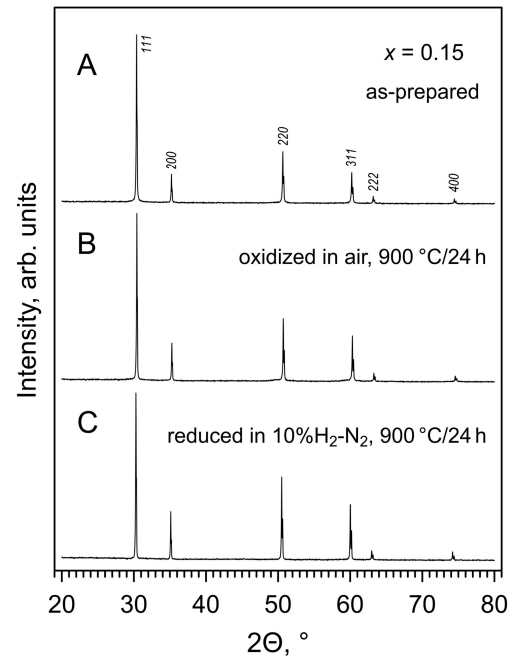 A
x = 0.15
as-prepared
111
200
220
311
222
400
B
oxidized in air, 900 °C/24 h
C
reduced in 10%H₂-N₂, 900 °C/24 h
Intensity, arb. units
20 30 40 50 60 70 80
2Θ, °